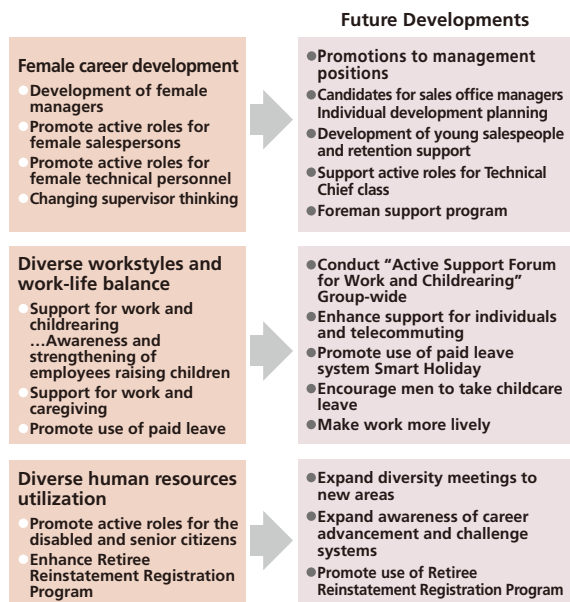 Future Developments
Female career development
Development of female
managers
Promote active roles for
female salespersons
Promote active roles for
female technical personnel
Changing supervisor thinking
●Promotions to management
positions
●Candidates for sales office managers
Individual development planning
●Development of young salespeople
and retention support
●Support active roles for Technical
Chief class
●Foreman support program
Diverse workstyles and
work-life balance
Support for work and
childrearing
…Awareness and
strengthening of
employees raising children
Support for work and
caregiving
Promote use of paid leave
●Conduct “Active Support Forum
for Work and Childrearing”
Group-wide
●Enhance support for individuals
and telecommuting
●Promote use of paid leave
system Smart Holiday
●Encourage men to take childcare
leave
●Make work more lively
Diverse human resources
utilization
Promote active roles for the
disabled and senior citizens
Enhance Retiree
Reinstatement Registration
Program
●Expand diversity meetings to
new areas
●Expand awareness of career
advancement and challenge
systems
●Promote use of Retiree
Reinstatement Registration Program